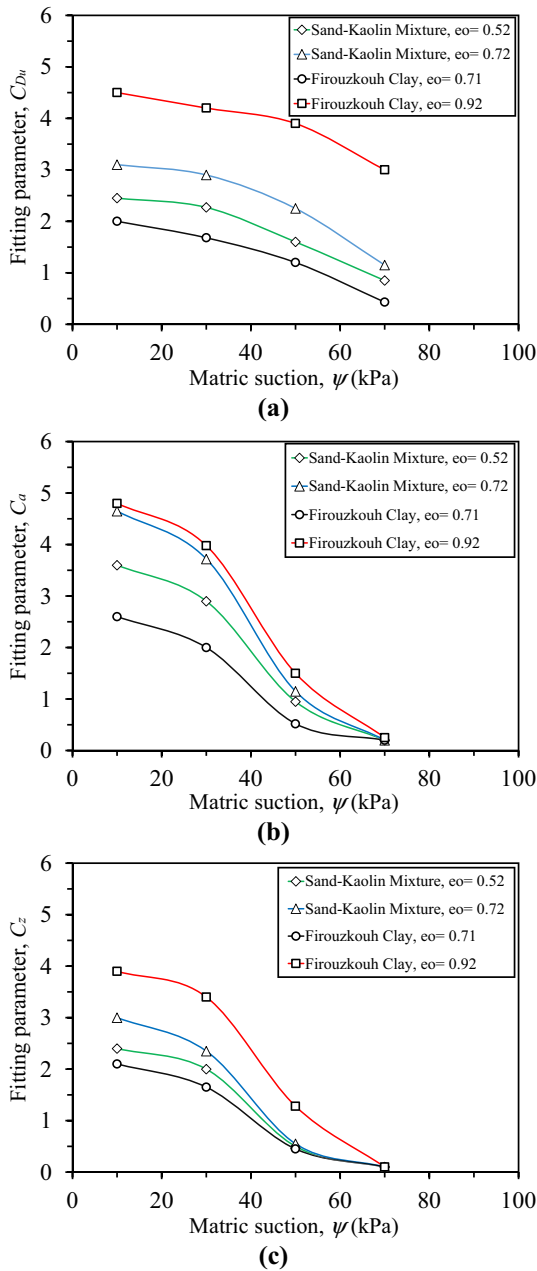 6
5
4
3
2
1
0
Fitting parameter, C_Du
Sand-Kaolin Mixture, eo= 0.52
Sand-Kaolin Mixture, eo= 0.72
Firouzkouh Clay, eo= 0.71
Firouzkouh Clay, eo= 0.92
0 20 40 60 80 100
Matric suction, ψ (kPa)
(a)
6
5
4
3
2
1
0
Fitting parameter, C_a
Sand-Kaolin Mixture, eo= 0.52
Sand-Kaolin Mixture, eo= 0.72
Firouzkouh Clay, eo= 0.71
Firouzkouh Clay, eo= 0.92
0 20 40 60 80 100
Matric suction, ψ (kPa)
(b)
6
5
4
3
2
1
0
Fitting parameter, C_z
Sand-Kaolin Mixture, eo= 0.52
Sand-Kaolin Mixture, eo= 0.72
Firouzkouh Clay, eo= 0.71
Firouzkouh Clay, eo= 0.92
0 20 40 60 80 100
Matric suction, ψ (kPa)
(c)